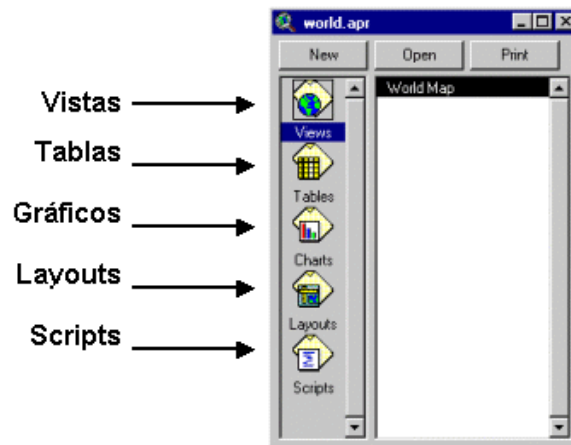 world.apr
New Open Print
Vistas
World Map
Views
Tablas
Tables
Gráficos
Charts
Layouts
Layouts
Scripts
Scripts